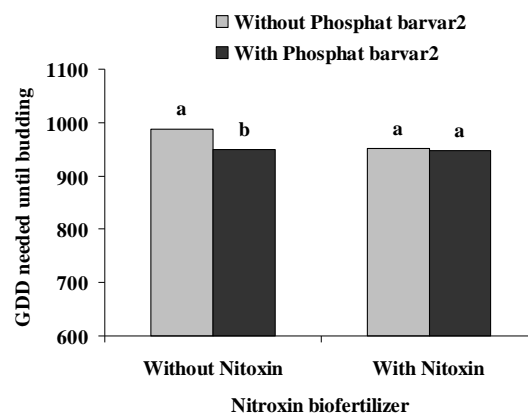 Without Phosphat barvar2
With Phosphat barvar2
GDD needed until budding
1100
1000
900
800
700
600
a
b
a
a
Without Nitoxin
With Nitoxin
Nitroxin biofertilizer